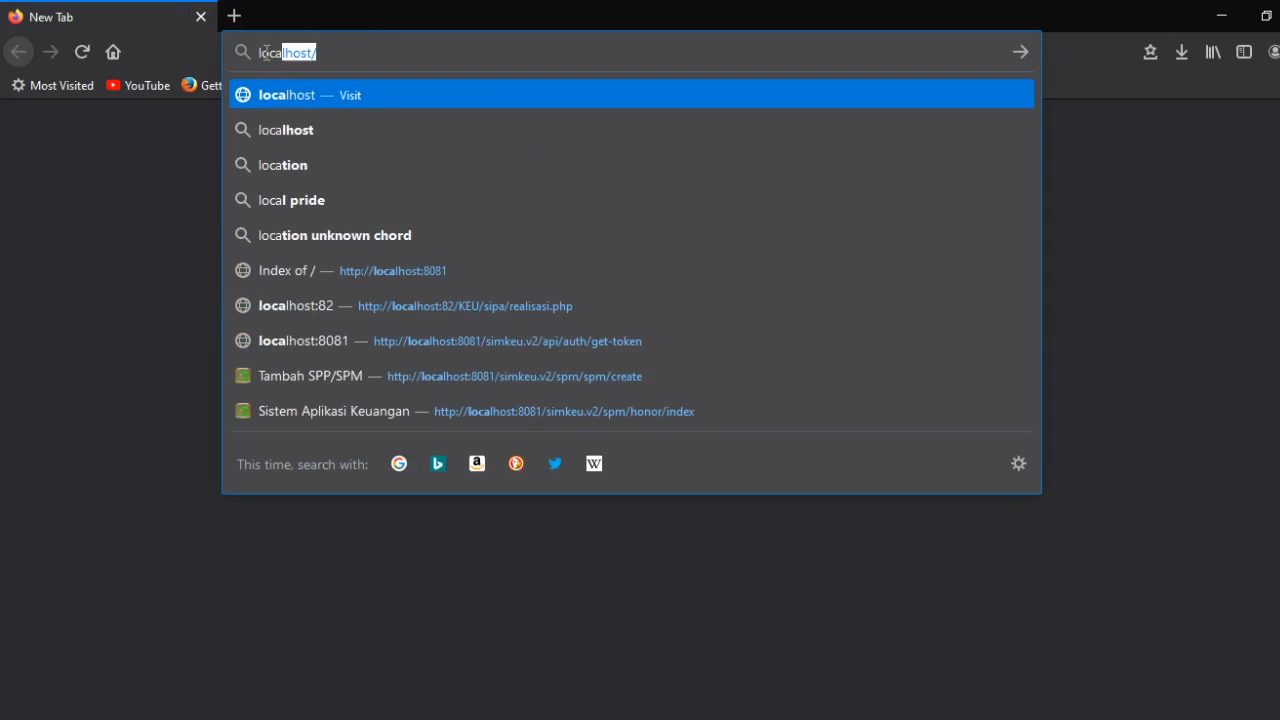 New Tab
localhost/
Most Visited YouTube Gett
localhost — Visit
localhost
location
local pride
location unknown chord
Index of / — http://localhost:8081
localhost:82 — http://localhost:82/KEU/sipa/realisasi.php
localhost:8081 — http://localhost:8081/simkeu.v2/api/auth/get-token
Tambah SPP/SPM — http://localhost:8081/simkeu.v2/spm/spm/create
Sistem Aplikasi Keuangan — http://localhost:8081/simkeu.v2/spm/honor/index
This time, search with: